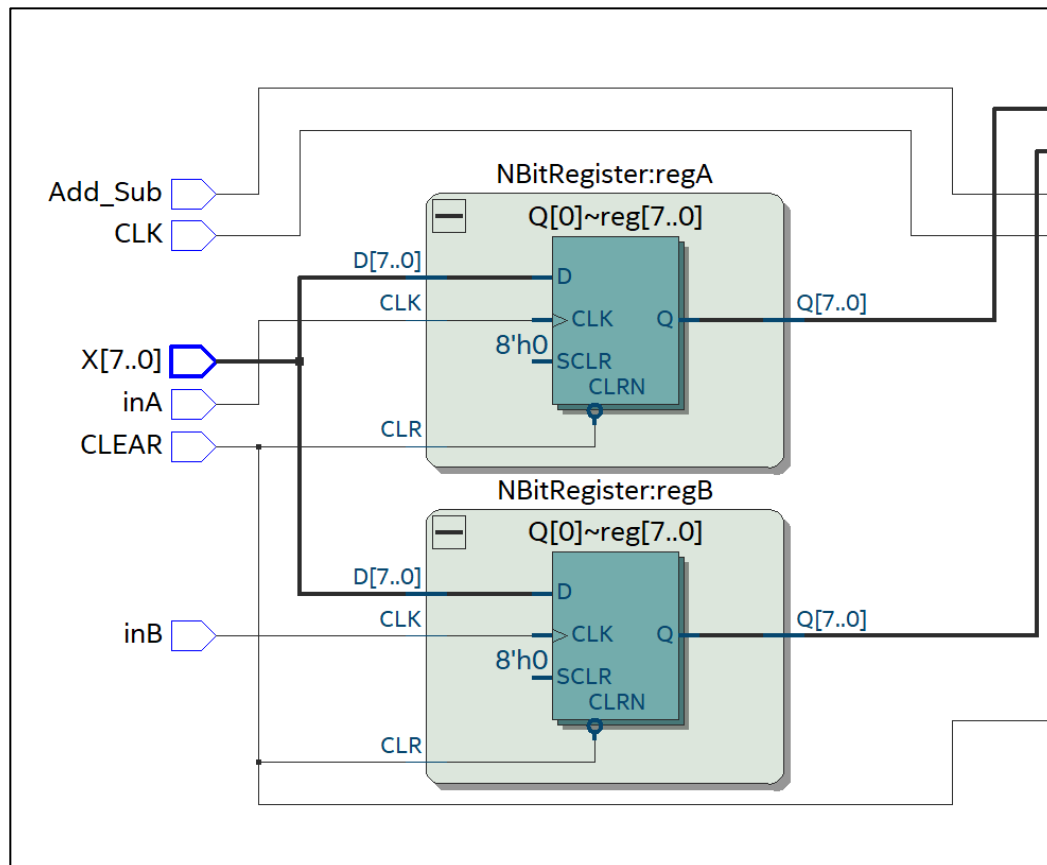 NBitRegister:regA
Add_Sub
Q[0]~reg[7..0]
CLK
D[7..0]
D
CLK
CLK
Q
Q[7..0]
8'h0
X[7..0]
SCLR
inA
CLRN
CLR
CLEAR
NBitRegister:regB
Q[0]~reg[7..0]
D[7..0]
D
CLK
inB
CLK
Q
Q[7..0]
8'h0
SCLR
CLRN
CLR